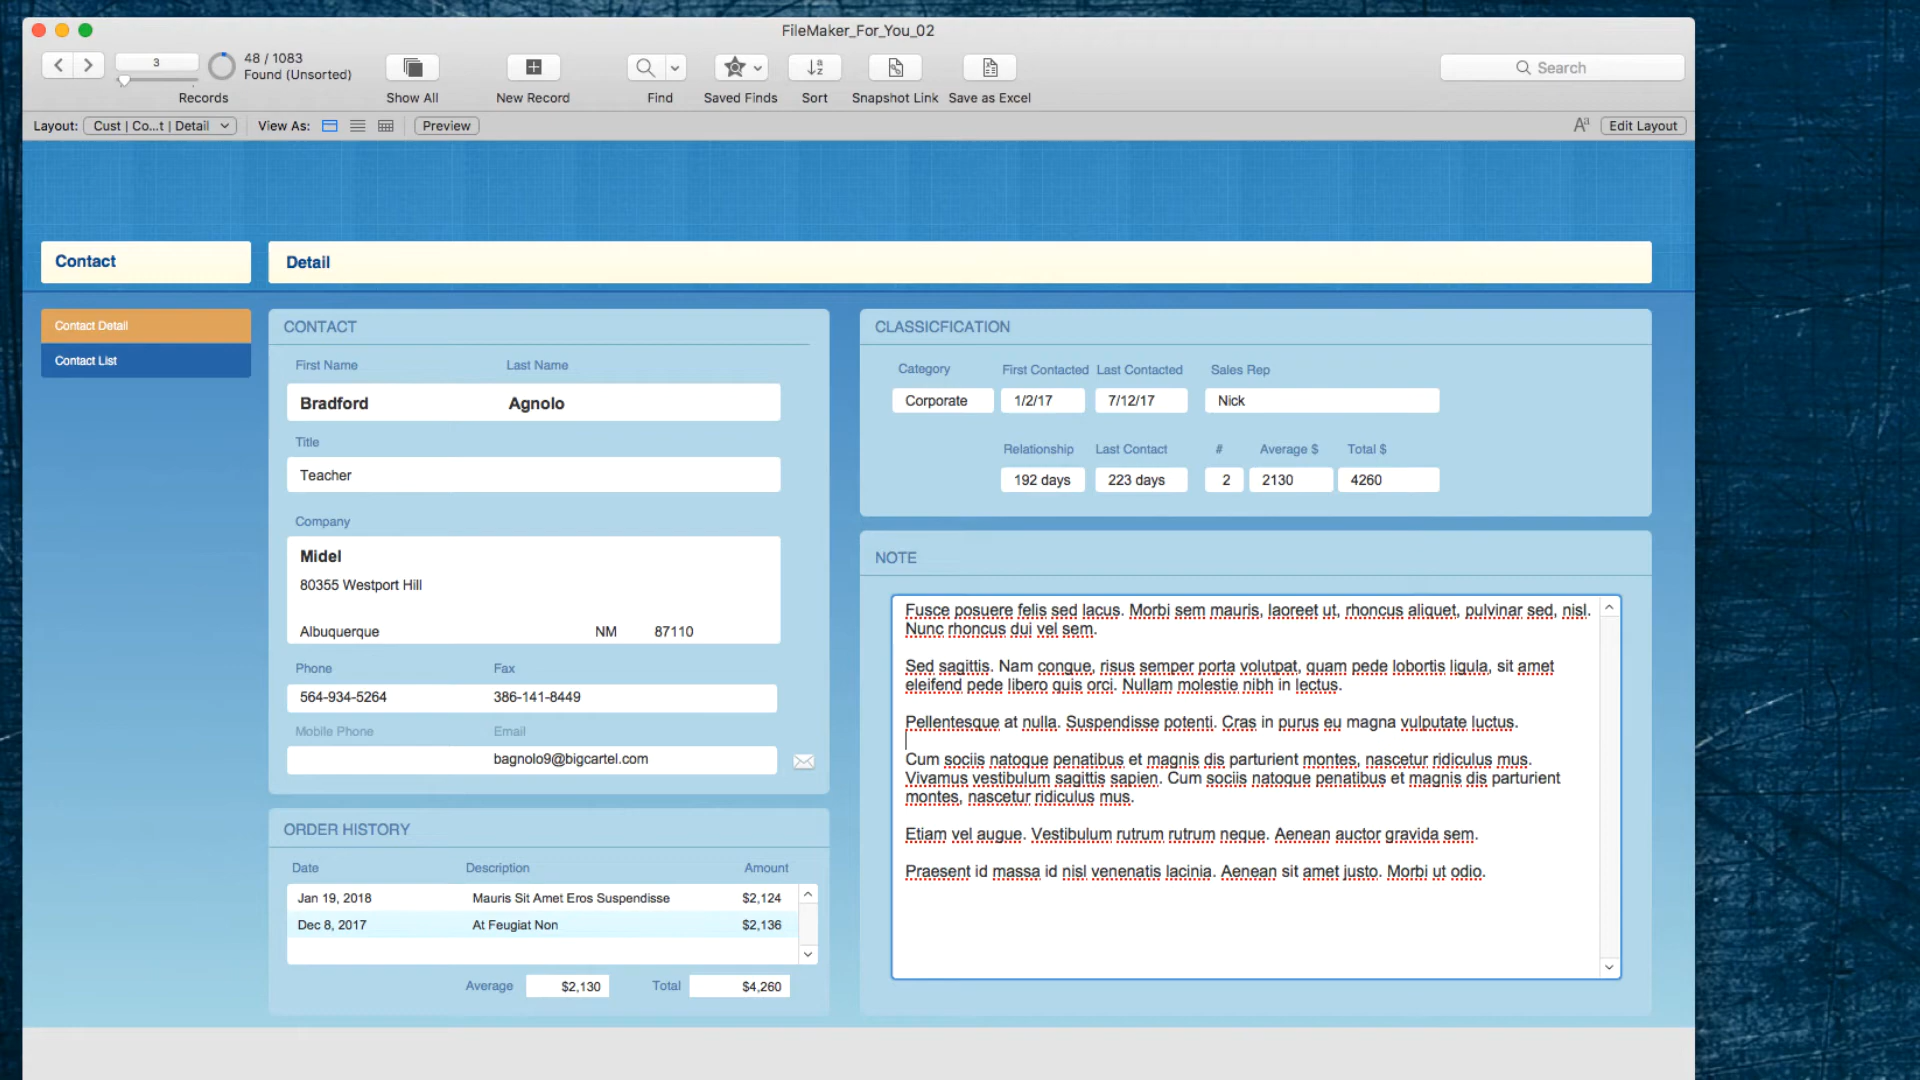 FileMaker_For_You_02
3
48 / 1083
Found (Unsorted)
Records
Show All
New Record
Find
Saved Finds
Sort
Snapshot Link
Save as Excel
Search
Layout:
Cust | Co...t | Detail
View As:
Preview
Aa
Edit Layout
Contact
Detail
Contact Detail
Contact List
CONTACT
First Name
Last Name
Bradford
Agnolo
Title
Teacher
Company
Midel
80355 Westport Hill
Albuquerque
NM
87110
Phone
Fax
564-934-5264
386-141-8449
Mobile Phone
Email
bagnolo9@bigcartel.com
ORDER HISTORY
Date
Description
Amount
Jan 19, 2018
Mauris Sit Amet Eros Suspendisse
$2,124
Dec 8, 2017
At Feugiat Non
$2,136
Average
$2,130
Total
$4,260
CLASSICFICATION
Category
First Contacted
Last Contacted
Sales Rep
Corporate
1/2/17
7/12/17
Nick
Relationship
Last Contact
#
Average $
Total $
192 days
223 days
2
2130
4260
NOTE
Fusce posuere felis sed lacus. Morbi sem mauris, laoreet ut, rhoncus aliquet, pulvinar sed, nisl.
Nunc rhoncus dui vel sem.
Sed sagittis. Nam congue, risus semper porta volutpat, quam pede lobortis ligula, sit amet
eleifend pede libero quis orci. Nullam molestie nibh in lectus.
Pellentesque at nulla. Suspendisse potenti. Cras in purus eu magna vulputate luctus.
Cum sociis natoque penatibus et magnis dis parturient montes, nascetur ridiculus mus.
Vivamus vestibulum sagittis sapien. Cum sociis natoque penatibus et magnis dis parturient
montes, nascetur ridiculus mus.
Etiam vel augue. Vestibulum rutrum rutrum neque. Aenean auctor gravida sem.
Praesent id massa id nisl venenatis lacinia. Aenean sit amet justo. Morbi ut odio.